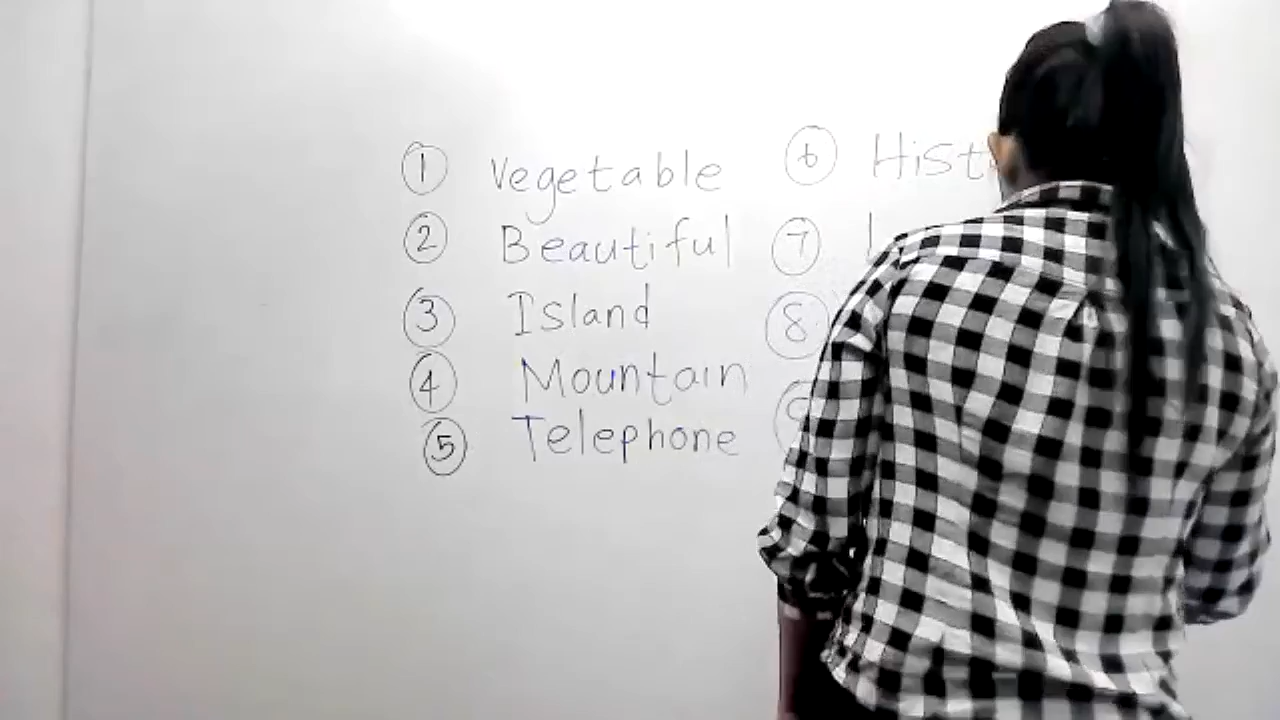 1 Vegetable
2 Beautiful
3 Island
4 Mountain
5 Telephone
6 Hist
7
8